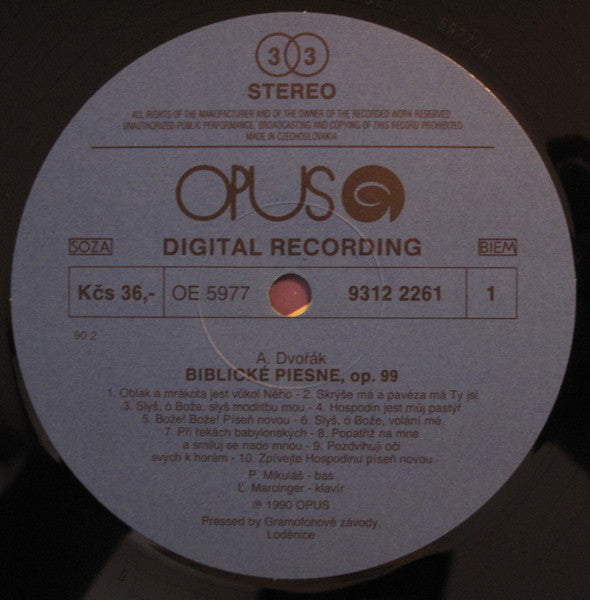 33
STEREO
ALL RIGHTS OF THE MANUFACTURER AND OF THE OWNER OF THE RECORDED WORK RESERVED
UNAUTHORIZED PUBLIC PERFORMANCE, BROADCASTING AND COPYING OF THIS RECORD PROHIBITED
MADE IN CZECHOSLOVAKIA
OPUS
SOZA DIGITAL RECORDING BIEM
Kčs 36,- OE 5977 9312 2261 1
90 2
A. Dvořák
BIBLICKÉ PIESNE, op. 99
1. Oblak a mrákota jest vůkol Něho - 2. Skrýše má a pavéza má Ty jsi
3. Slyš, ó Bože, slyš modlitbu mou - 4. Hospodin jest můj pastýř
5. Bože! Bože! Píseň novou - 6. Slyš, ó Bože, volání mé
7. Při řekách babylonských - 8. Popatřiž na mne
a smiluj se nade mnou - 9. Pozdvihuji očí
svých k horám - 10. Zpívejte Hospodinu píseň novou
P. Mikuláš - bas
Ľ. Marcinger - klavír
℗ 1990 OPUS
Pressed by Gramofonové závody,
Loděnice